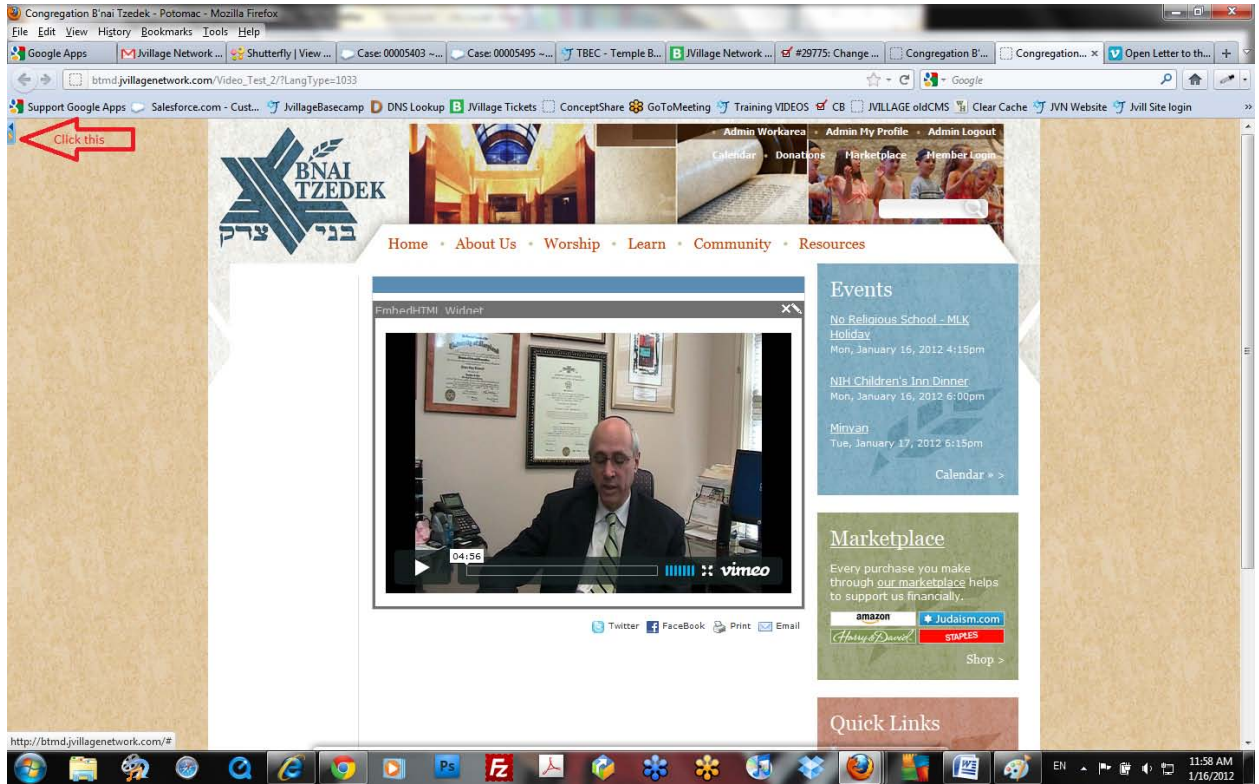 Congregation B'nai Tzedek - Potomac - Mozilla Firefox
File Edit View History Bookmarks Tools Help
Google Apps
Jvillage Network ...
Shutterfly | View ...
Case: 00005403 ~...
Case: 00005495 ~...
TBEC - Temple B...
JVillage Network ...
#29775: Change ...
Congregation B'...
Congregation...
Open Letter to th...
btmd.jvillagenetwork.com/Video_Test_2/?LangType=1033
Google
Support Google Apps
Salesforce.com - Cust...
JvillageBasecamp
DNS Lookup
JVillage Tickets
ConceptShare
GoToMeeting
Training VIDEOS
CB
JVILLAGE oldCMS
Clear Cache
JVN Website
Jvill Site login
Click this
BNAI
TZEDEK
בני צדק
Admin Workarea • Admin My Profile • Admin Logout
Calendar • Donations • Marketplace • Member Login
Home • About Us • Worship • Learn • Community • Resources
EmbedHTML Widget
04:56
vimeo
Twitter FaceBook Print Email
Events
No Religious School - MLK
Holiday
Mon, January 16, 2012 4:15pm
NIH Children's Inn Dinner
Mon, January 16, 2012 6:00pm
Minyan
Tue, January 17, 2012 6:15pm
Calendar » >
Marketplace
Every purchase you make
through our marketplace helps
to support us financially.
amazon
Judaism.com
Harry & David
STAPLES
Shop >
Quick Links
http://btmd.jvillagenetwork.com/#
Ps
Fz
EN
11:58 AM
1/16/2012